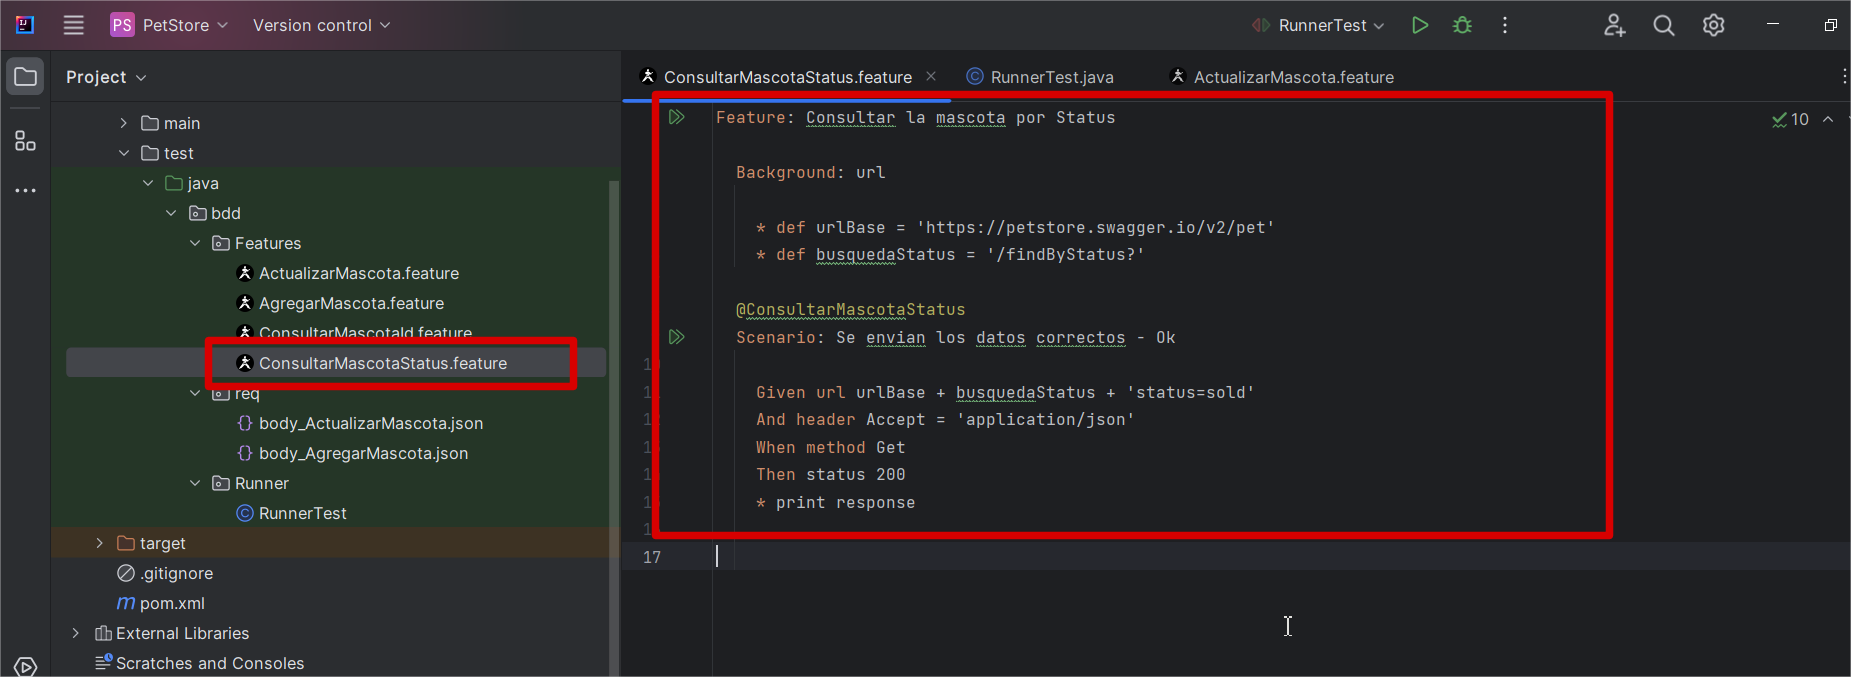 PS PetStore Version control RunnerTest
Project
main
test
java
bdd
Features
ActualizarMascota.feature
AgregarMascota.feature
ConsultarMascotaId.feature
ConsultarMascotaStatus.feature
req
body_ActualizarMascota.json
body_AgregarMascota.json
Runner
RunnerTest
target
.gitignore
pom.xml
External Libraries
Scratches and Consoles
ConsultarMascotaStatus.feature RunnerTest.java ActualizarMascota.feature
Feature: Consultar la mascota por Status
10
Background: url
* def urlBase = 'https://petstore.swagger.io/v2/pet'
* def busquedaStatus = '/findByStatus?'
@ConsultarMascotaStatus
Scenario: Se envian los datos correctos - Ok
Given url urlBase + busquedaStatus + 'status=sold'
And header Accept = 'application/json'
When method Get
Then status 200
* print response
17